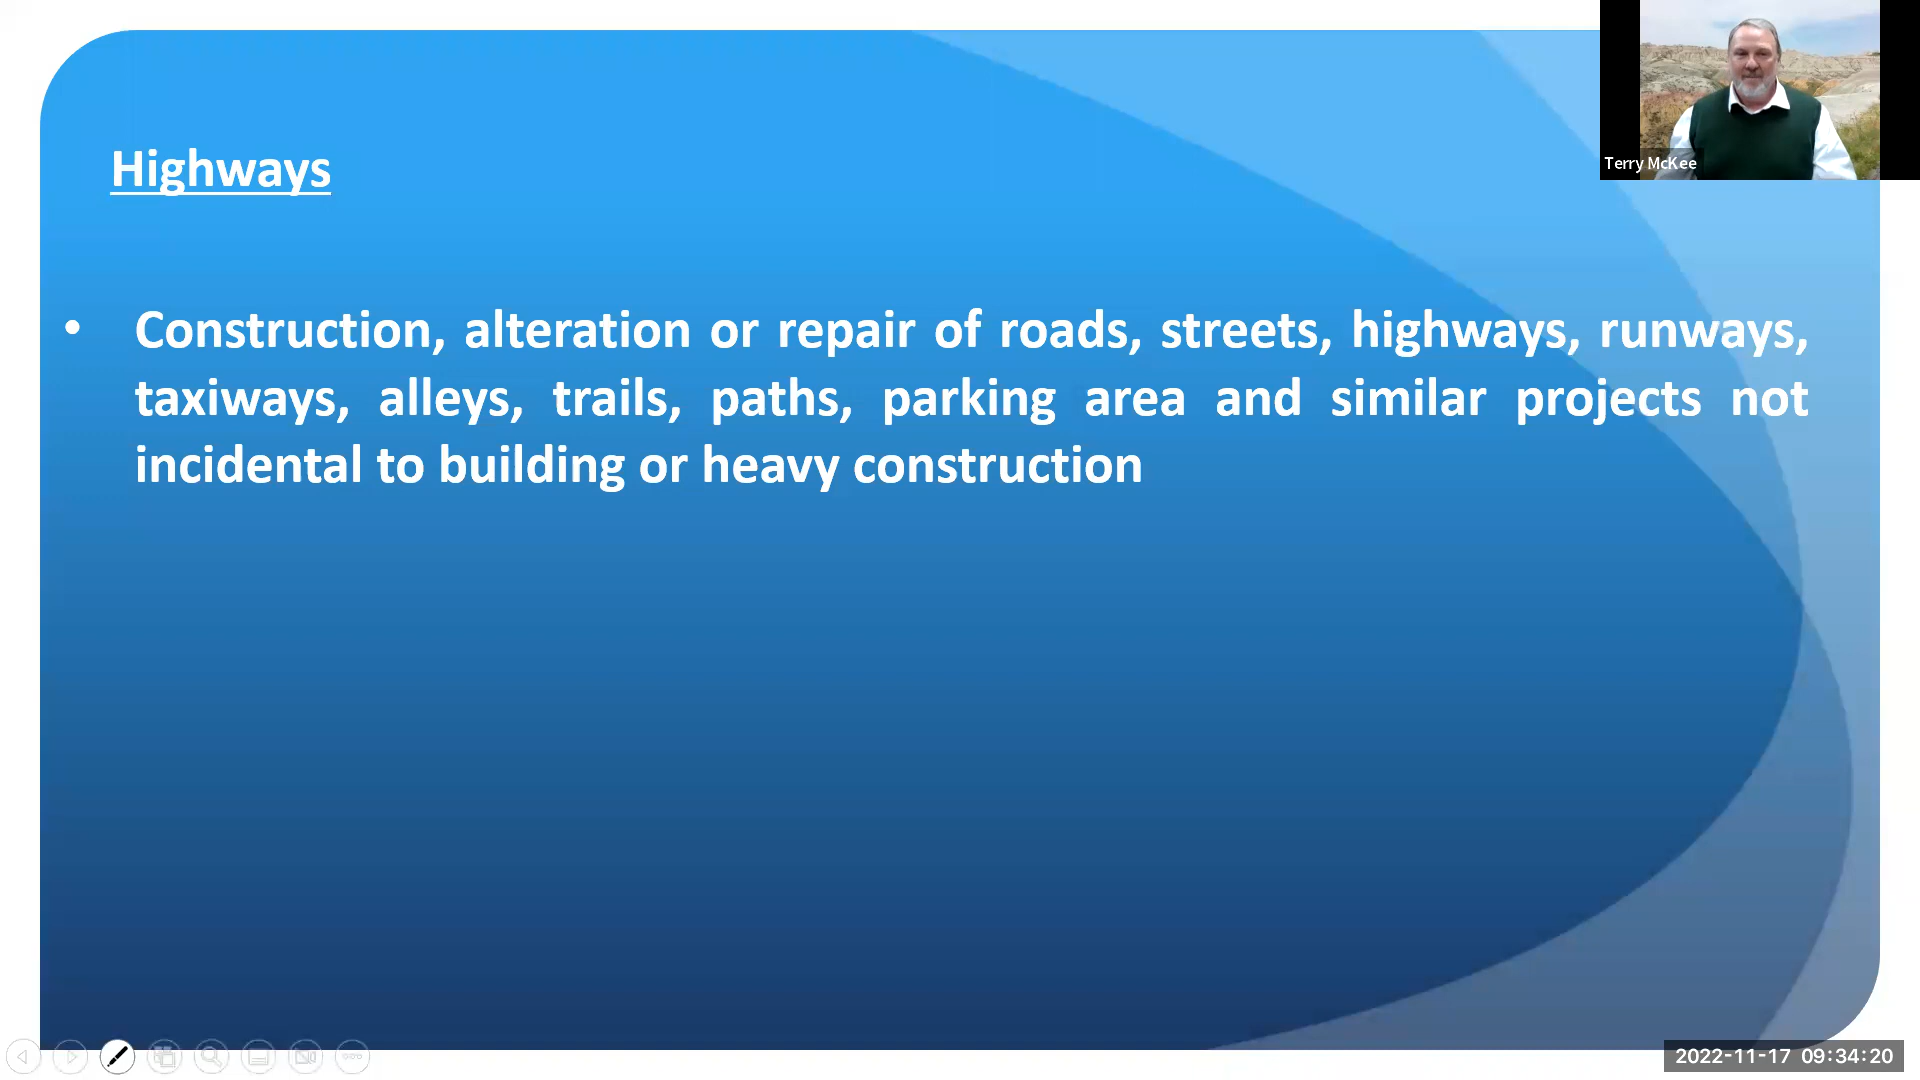 Highways
• Construction, alteration or repair of roads, streets, highways, runways,
taxiways, alleys, trails, paths, parking area and similar projects not
incidental to building or heavy construction
Terry McKee
2022-11-17 09:34:20